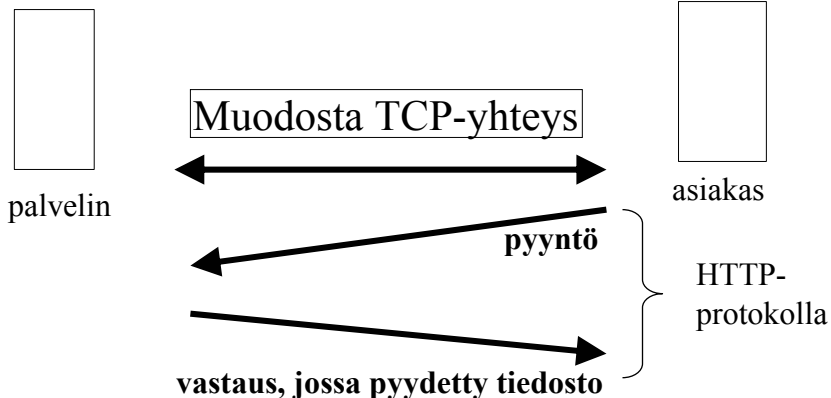 Muodosta TCP-yhteys
palvelin
asiakas
pyyntö
HTTP-
protokolla
vastaus, jossa pyydetty tiedosto